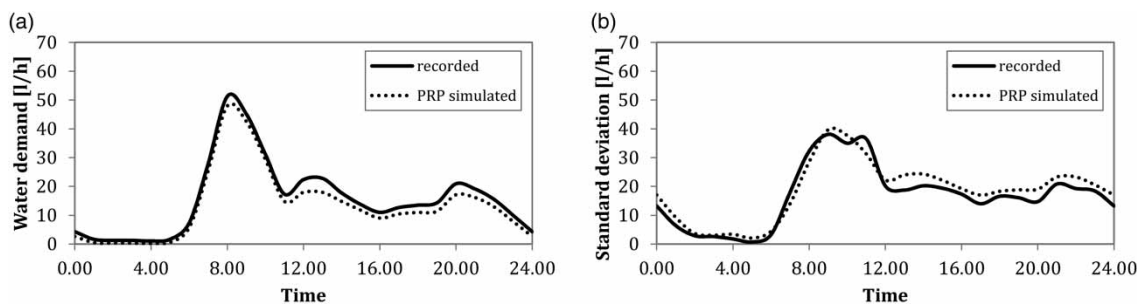 (a)
70
60
50
40
30
20
10
0
Water demand [l/h]
recorded
PRP simulated
0.00 4.00 8.00 12.00 16.00 20.00 24.00
Time
(b)
70
60
50
40
30
20
10
0
Standard deviation [l/h]
recorded
PRP simulated
0.00 4.00 8.00 12.00 16.00 20.00 24.00
Time